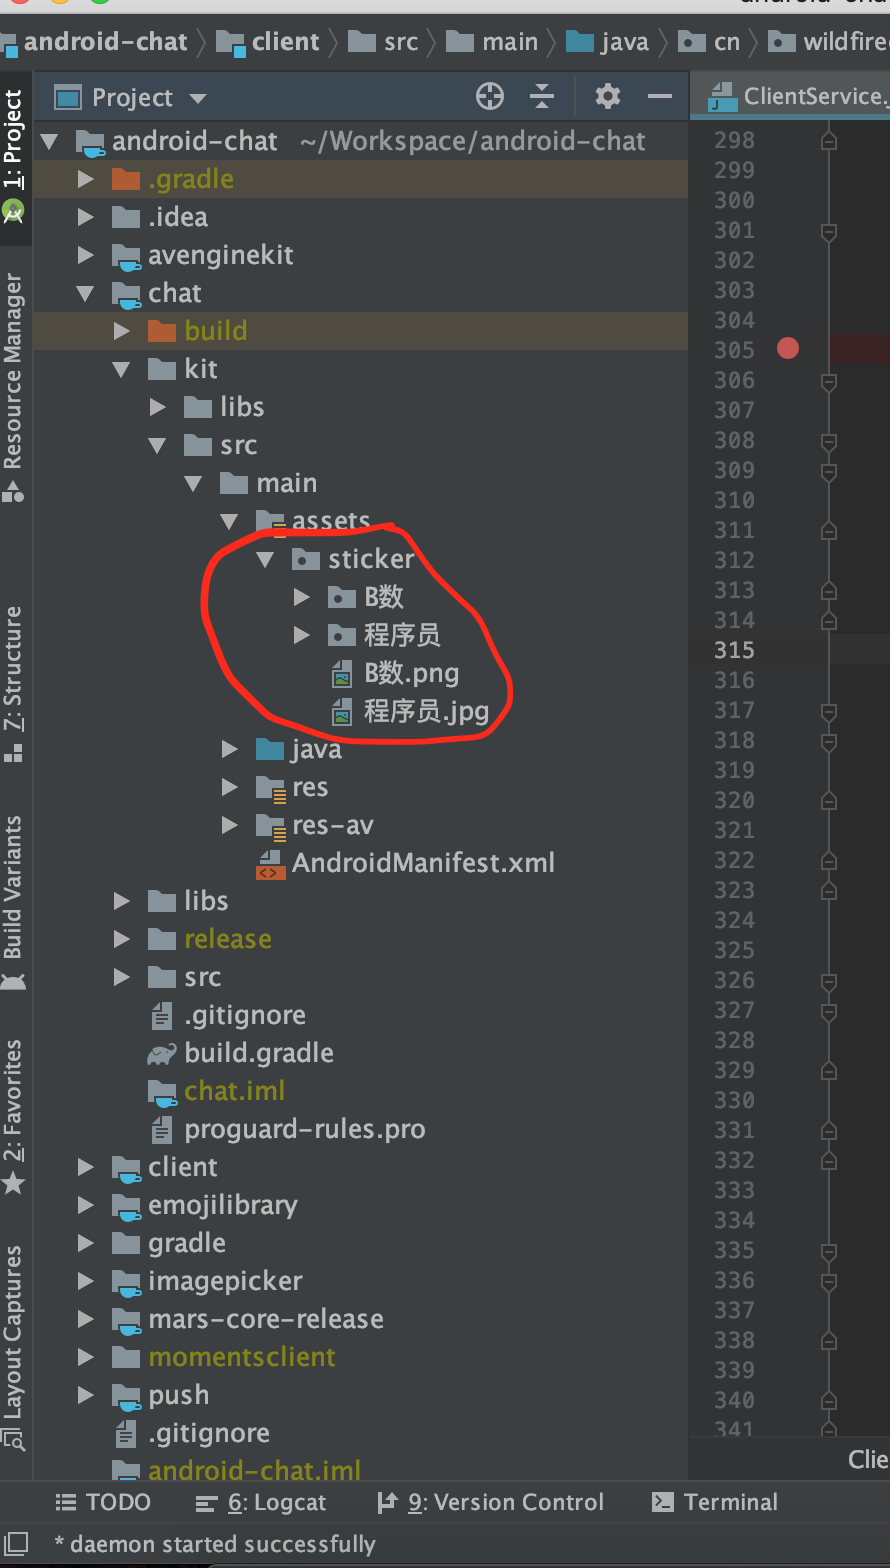 android-chat client src main java cn
1: Project
Project
ClientService.
android-chat ~/Workspace/android-chat
.gradle
.idea
avenginekit
chat
build
kit
libs
src
main
assets
sticker
B数
程序员
B数.png
程序员.jpg
java
res
res-av
AndroidManifest.xml
libs
release
src
.gitignore
build.gradle
chat.iml
proguard-rules.pro
client
emojilibrary
gradle
imagepicker
mars-core-release
momentsclient
push
.gitignore
android-chat.iml
Resource Manager
7: Structure
Build Variants
2: Favorites
Layout Captures
298
299
300
301
302
303
304
305
306
307
308
309
310
311
312
313
314
315
316
317
318
319
320
321
322
323
324
325
326
327
328
329
330
331
332
333
334
335
336
337
338
339
340
341
TODO 6: Logcat 9: Version Control Terminal
* daemon started successfully